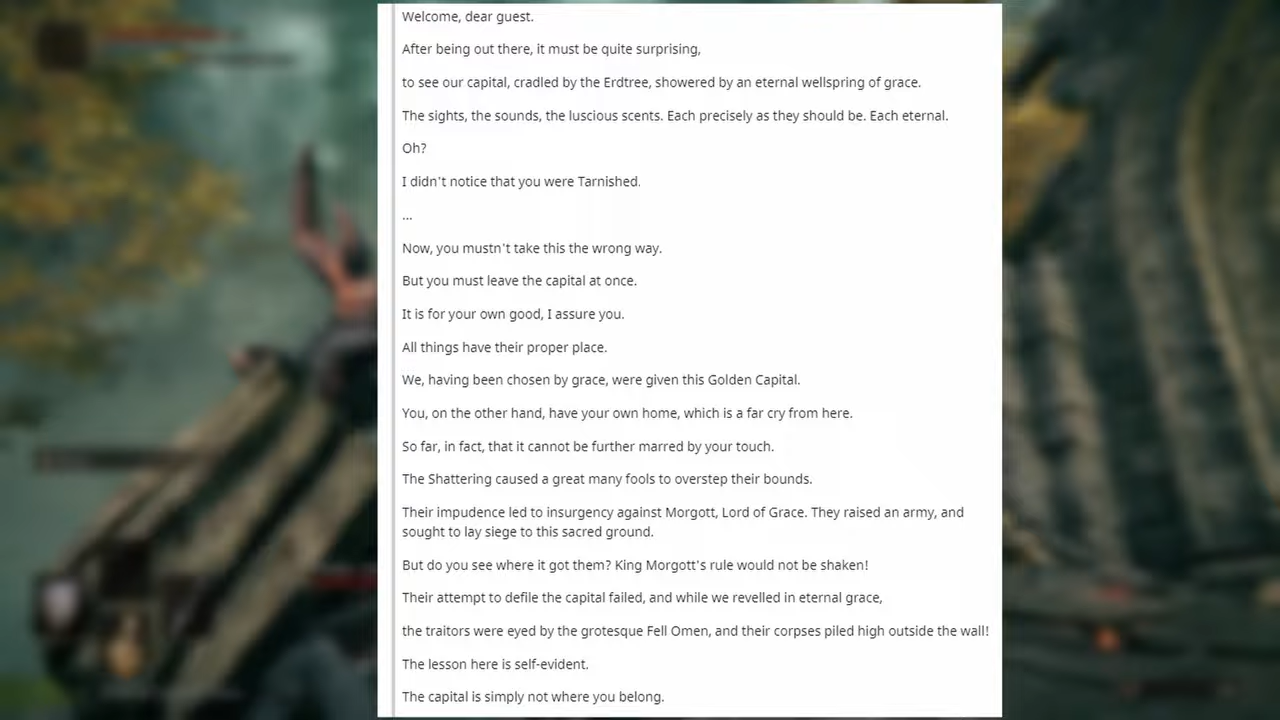 Welcome, dear guest.
After being out there, it must be quite surprising,
to see our capital, cradled by the Erdtree, showered by an eternal wellspring of grace.
The sights, the sounds, the luscious scents. Each precisely as they should be. Each eternal.
Oh?
I didn't notice that you were Tarnished.
...
Now, you mustn't take this the wrong way.
But you must leave the capital at once.
It is for your own good, I assure you.
All things have their proper place.
We, having been chosen by grace, were given this Golden Capital.
You, on the other hand, have your own home, which is a far cry from here.
So far, in fact, that it cannot be further marred by your touch.
The Shattering caused a great many fools to overstep their bounds.
Their impudence led to insurgency against Morgott, Lord of Grace. They raised an army, and
sought to lay siege to this sacred ground.
But do you see where it got them? King Morgott's rule would not be shaken!
Their attempt to defile the capital failed, and while we revelled in eternal grace,
the traitors were eyed by the grotesque Fell Omen, and their corpses piled high outside the wall!
The lesson here is self-evident.
The capital is simply not where you belong.